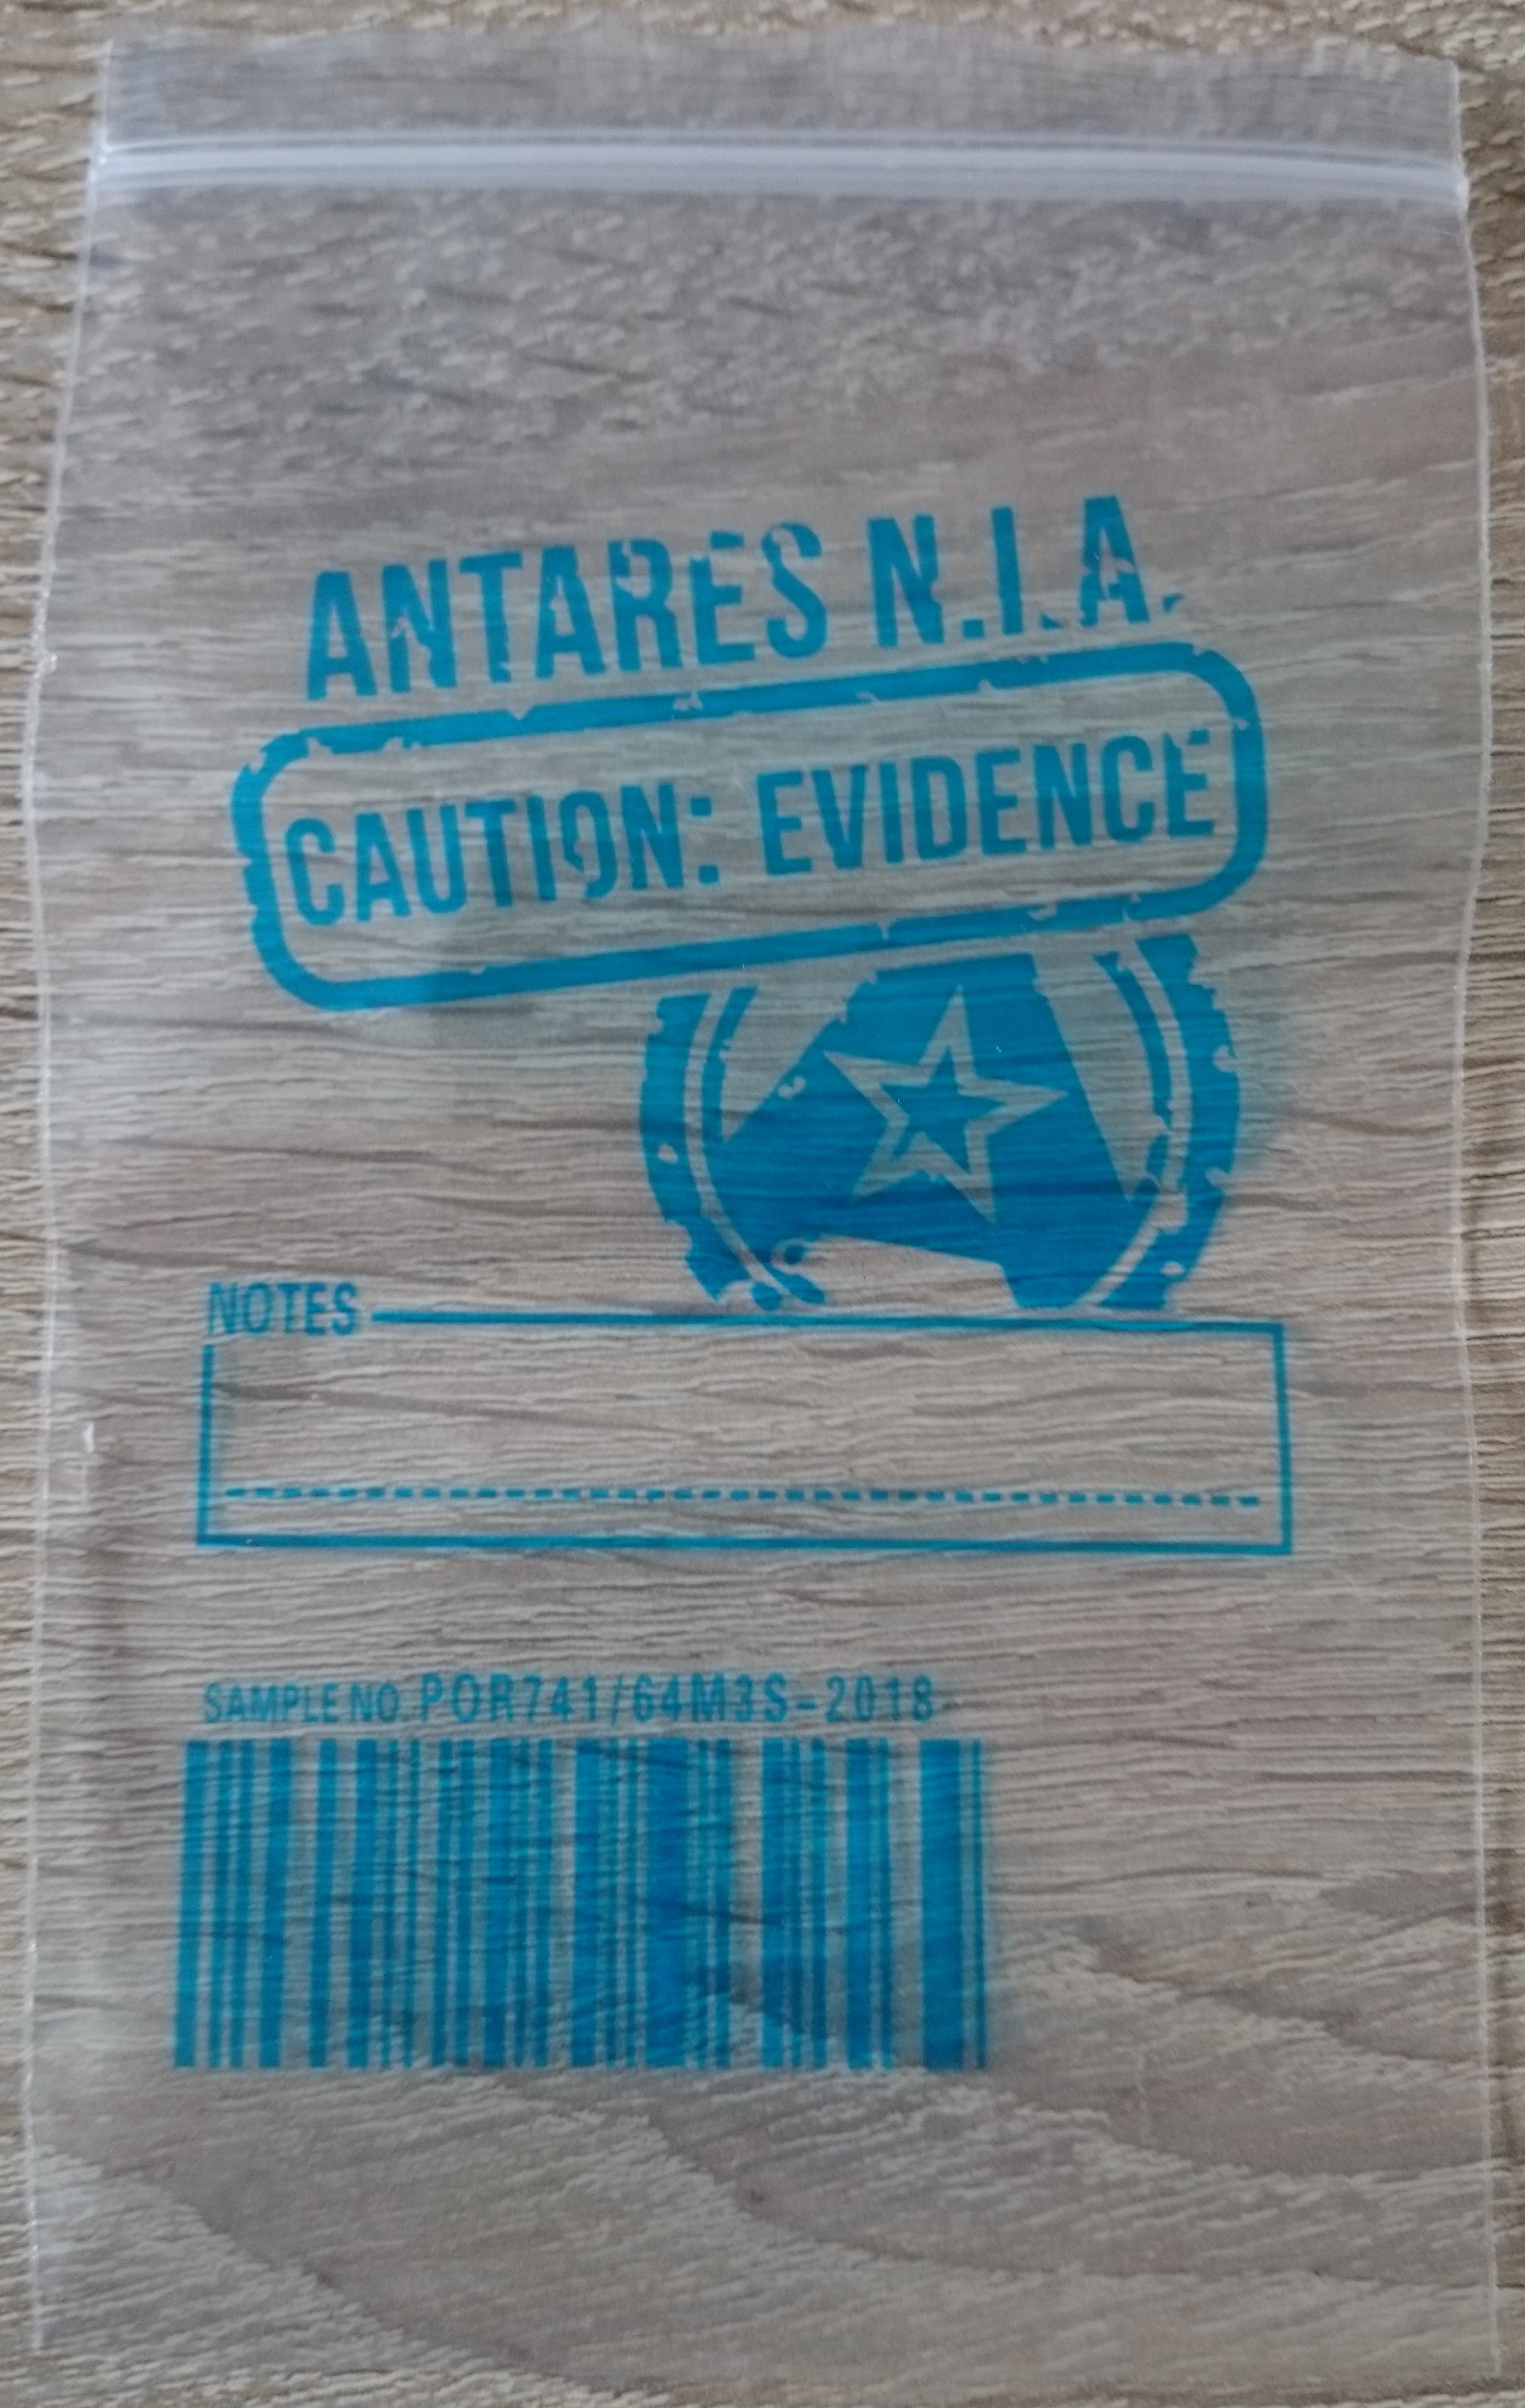 ANTARES N.I.A.
CAUTION: EVIDENCE
NOTES
SAMPLE NO. POR741/64M3S-2018